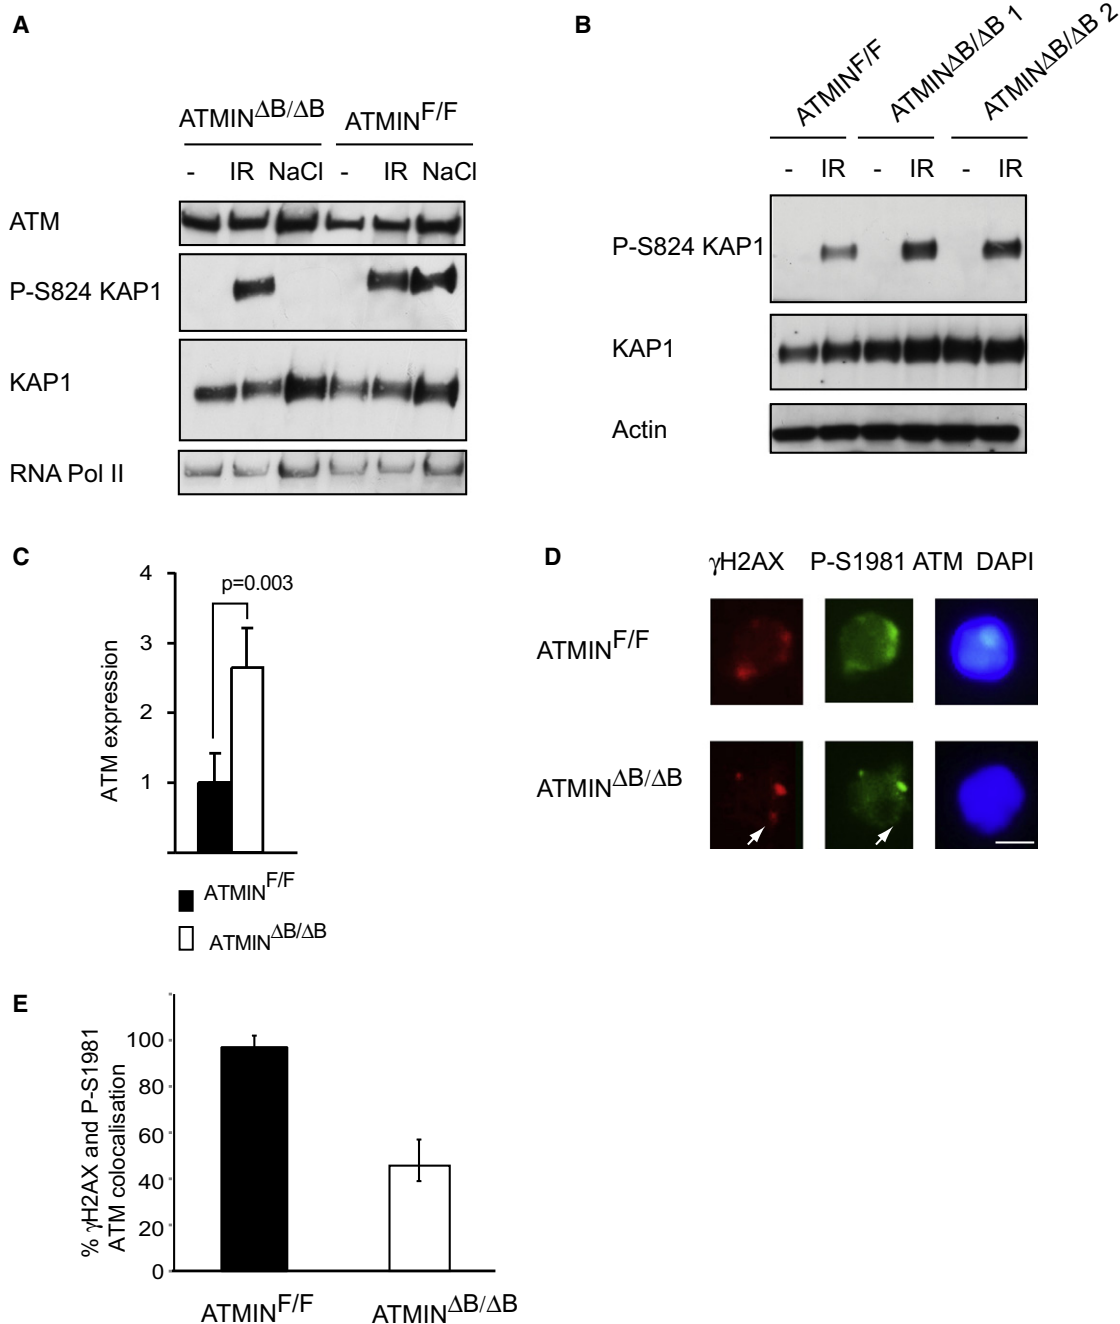 A
ATMINΔB/ΔB ATMINF/F
- IR NaCl - IR NaCl
ATM
P-S824 KAP1
KAP1
RNA Pol II
B
ATMINF/F ATMINΔB/ΔB 1 ATMINΔB/ΔB 2
- IR - IR - IR
P-S824 KAP1
KAP1
Actin
C
4
3
2
1
ATM expression
p=0.003
ATMINF/F
ATMINΔB/ΔB
D
γH2AX P-S1981 ATM DAPI
ATMINF/F
ATMINΔB/ΔB
E
% γH2AX and P-S1981
ATM colocalisation
100
80
60
40
20
0
ATMINF/F ATMINΔB/ΔB